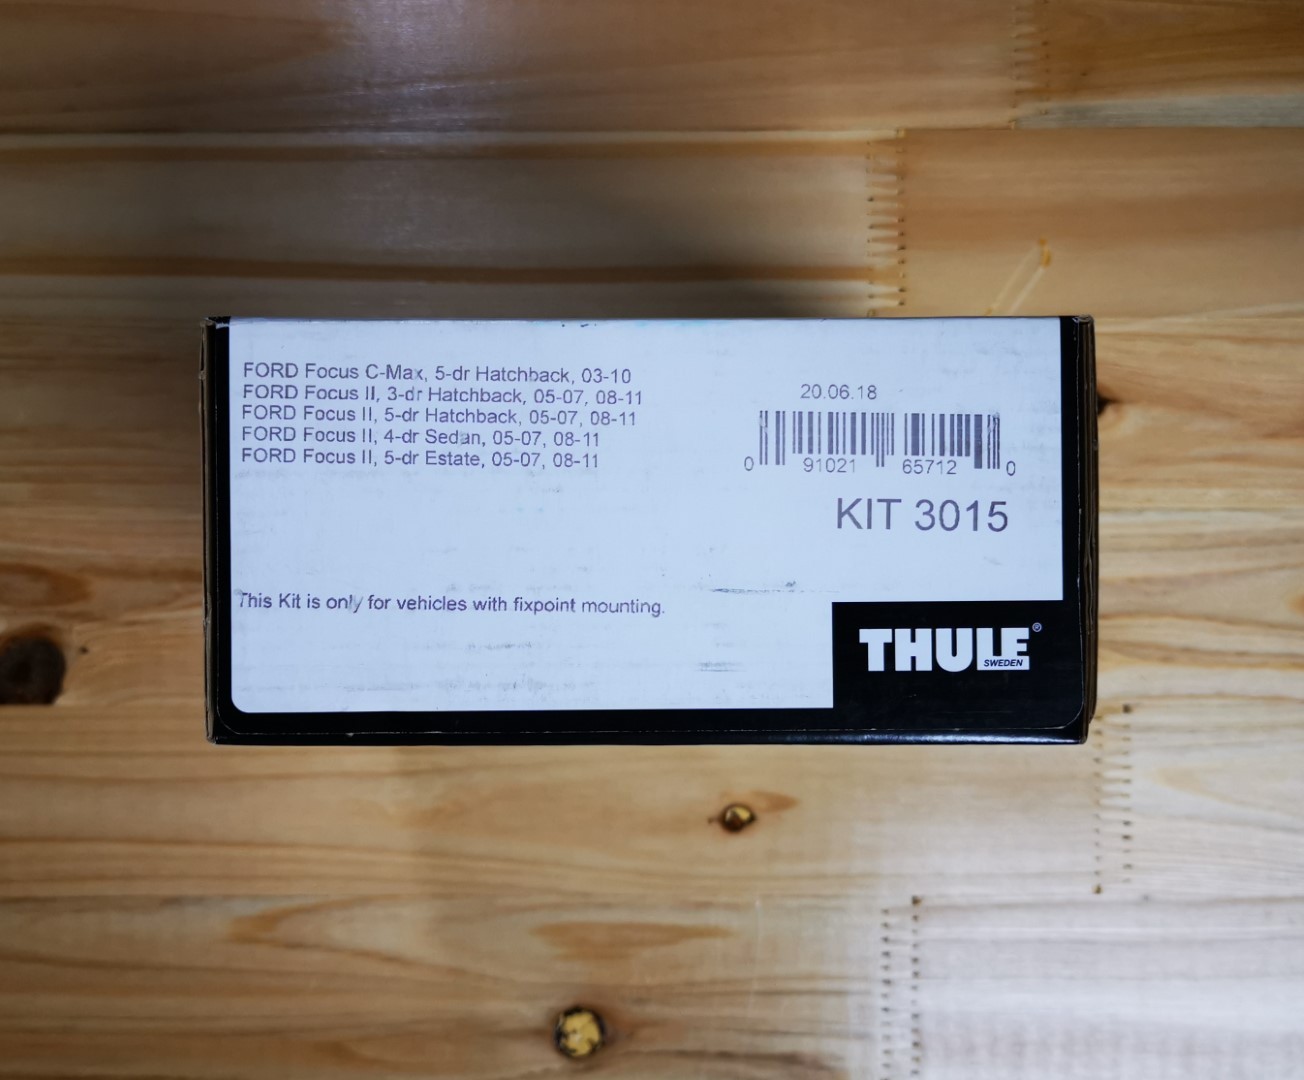 FORD Focus C-Max, 5-dr Hatchback, 03-10
FORD Focus II, 3-dr Hatchback, 05-07, 08-11
FORD Focus II, 5-dr Hatchback, 05-07, 08-11
FORD Focus II, 4-dr Sedan, 05-07, 08-11
FORD Focus II, 5-dr Estate, 05-07, 08-11
20.06.18
0 91021 65712 0
KIT 3015
This Kit is only for vehicles with fixpoint mounting.
THULE®
SWEDEN